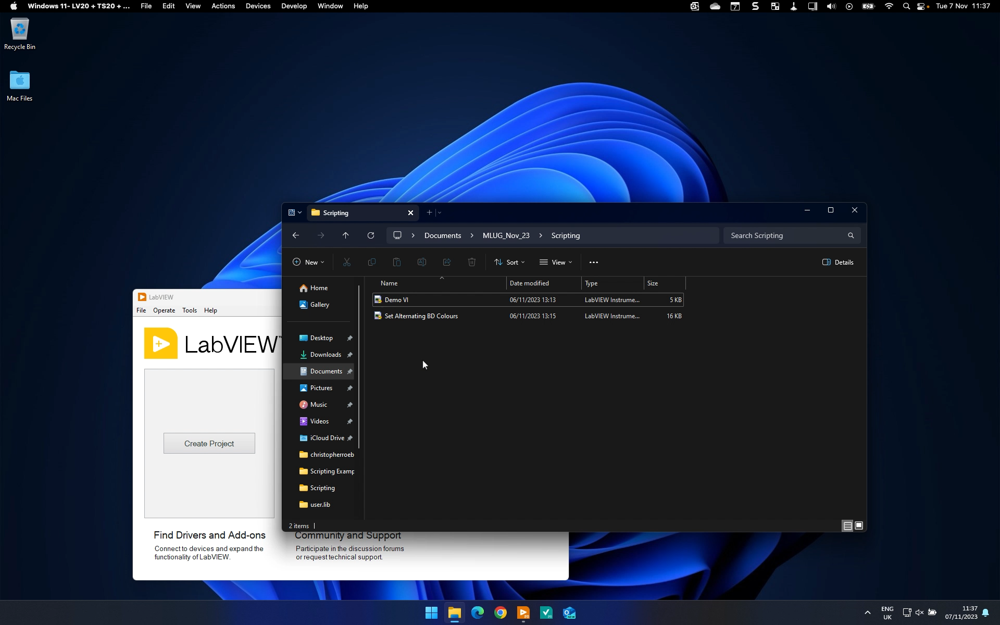 Windows 11- LV20 + TS20 + ... File Edit View Actions Devices Develop Window Help 7 Tue 7 Nov 11:37
Recycle Bin
Mac Files
Scripting
Documents MLUG_Nov_23 Scripting Search Scripting
New Sort View Details
Name Date modified Type Size
Demo VI 06/11/2023 13:13 LabVIEW Instrume... 5 KB
Set Alternating BD Colours 06/11/2023 13:15 LabVIEW Instrume... 16 KB
Home
Gallery
Desktop
Downloads
Documents
Pictures
Music
Videos
iCloud Drive
christopherroeb
Scripting Examp
Scripting
user.lib
2 items
LabVIEW
File Operate Tools Help
LabVIEW™
Create Project
Find Drivers and Add-ons
Connect to devices and expand the
functionality of LabVIEW.
Community and Support
Participate in the discussion forums
or request technical support.
ENG
UK
11:37
07/11/2023